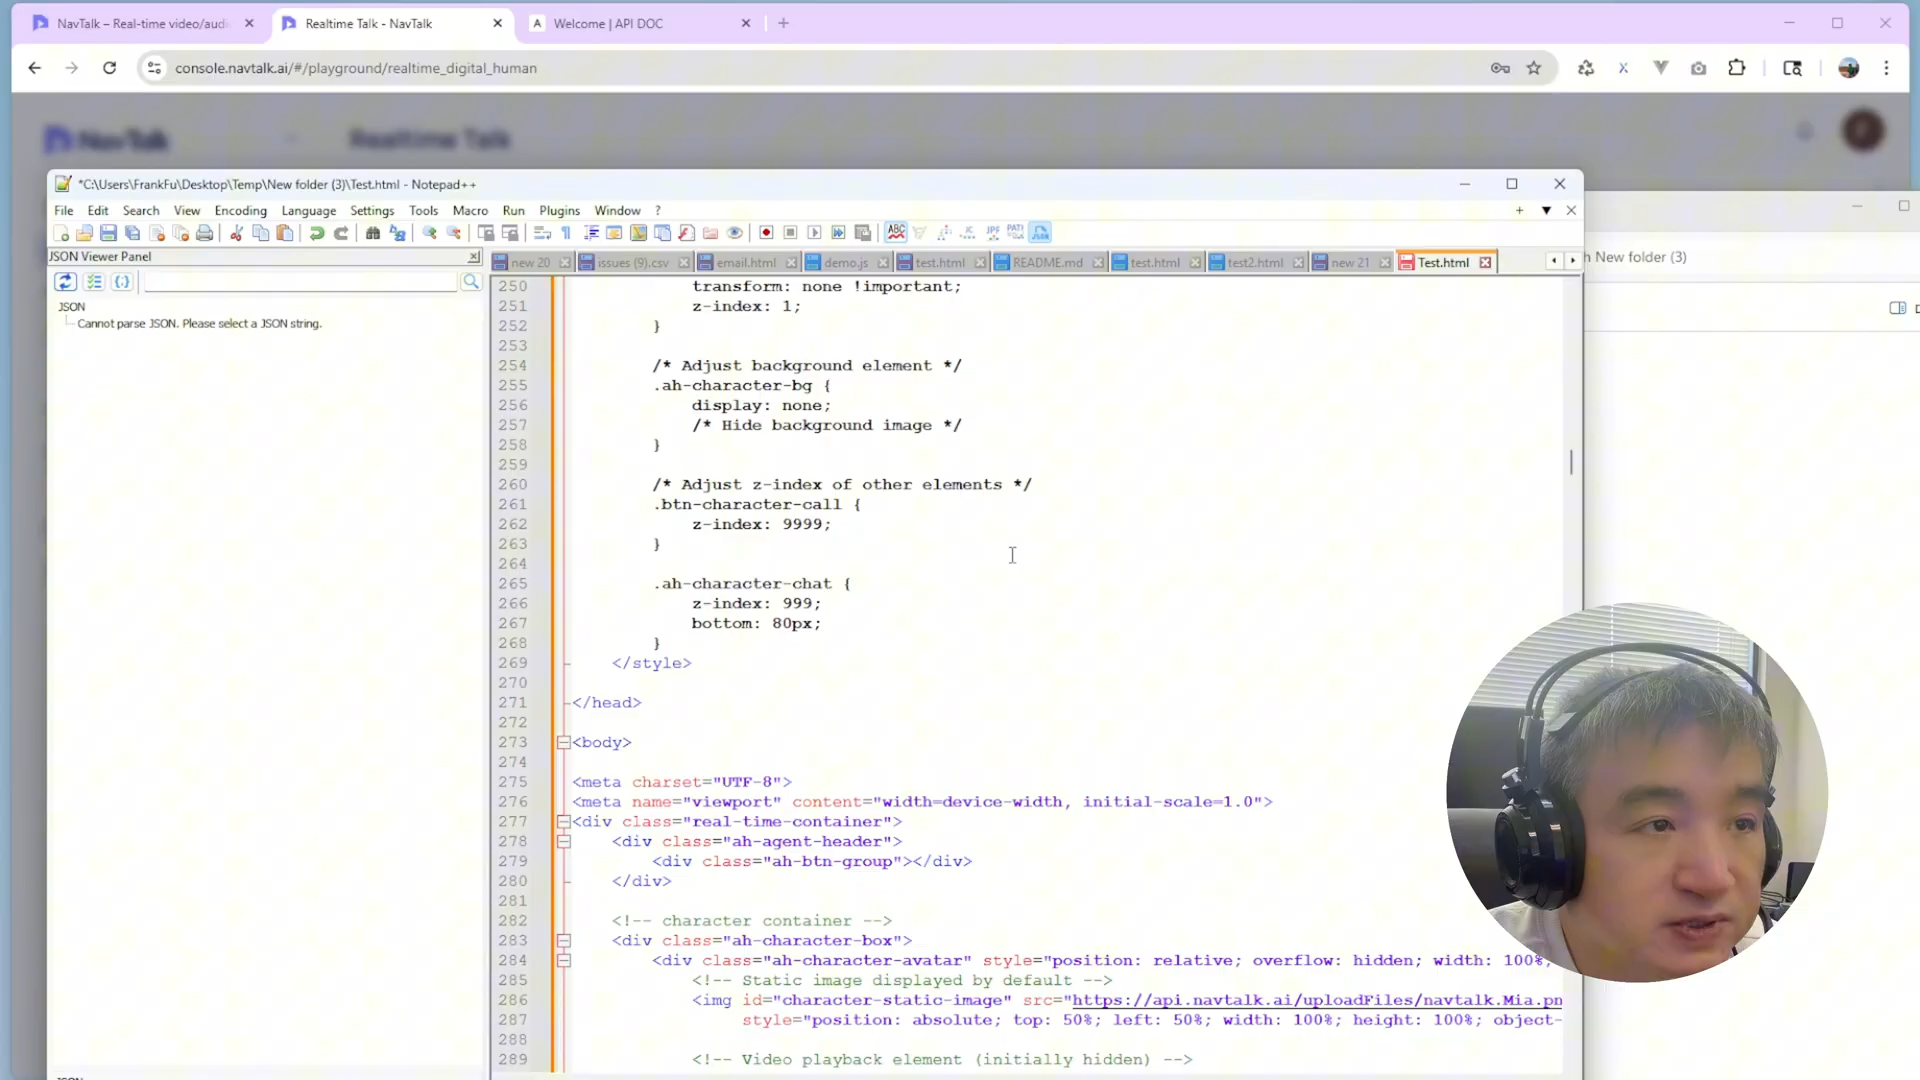 NavTalk – Real-time video/audi
Realtime Talk - NavTalk
A Welcome | API DOC
console.navtalk.ai/#/playground/realtime_digital_human
NavTalk
Realtime Talk
*C:\Users\FrankFu\Desktop\Temp\New folder (3)\Test.html - Notepad++
File Edit Search View Encoding Language Settings Tools Macro Run Plugins Window ?
JSON Viewer Panel
new 20 issues (9).csv email.html demo.js test.html README.md test.html test2.html new 21 Test.html
h New folder (3)
JSON
Cannot parse JSON. Please select a JSON string.
250 transform: none !important;
251 z-index: 1;
252 }
253
254 /* Adjust background element */
255 .ah-character-bg {
256 display: none;
257 /* Hide background image */
258 }
259
260 /* Adjust z-index of other elements */
261 .btn-character-call {
262 z-index: 9999;
263 }
264
265 .ah-character-chat {
266 z-index: 999;
267 bottom: 80px;
268 }
269 </style>
270
271 </head>
272
273 <body>
274
275 <meta charset="UTF-8">
276 <meta name="viewport" content="width=device-width, initial-scale=1.0">
277 <div class="real-time-container">
278 <div class="ah-agent-header">
279 <div class="ah-btn-group"></div>
280 </div>
281
282 <!-- character container -->
283 <div class="ah-character-box">
284 <div class="ah-character-avatar" style="position: relative; overflow: hidden; width: 100%;
285 <!-- Static image displayed by default -->
286 <img id="character-static-image" src="https://api.navtalk.ai/uploadFiles/navtalk.Mia.pn
287 style="position: absolute; top: 50%; left: 50%; width: 100%; height: 100%; object-
288
289 <!-- Video playback element (initially hidden) -->
JSON